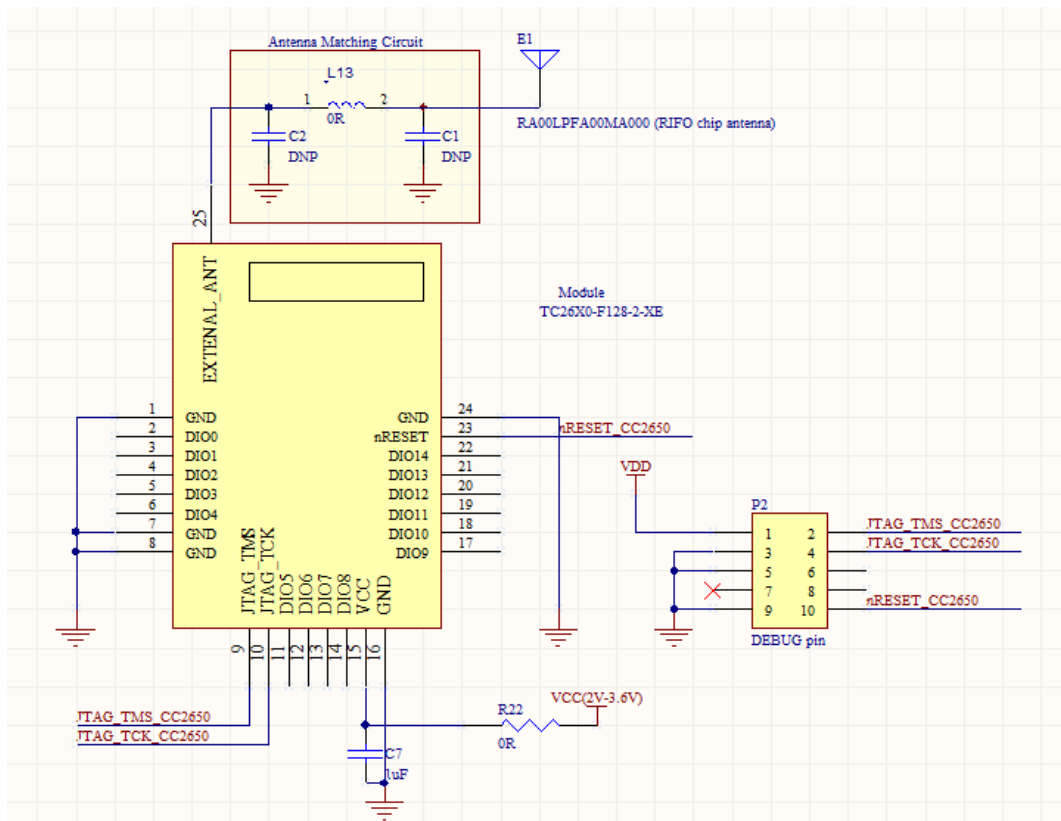 Antenna Matching Circuit
E1
L13
1 2
0R
C2
DNP
C1
DNP
RA00LPFA00MA000 (RIFO chip antenna)
25
EXTENAL_ANT
Module
TC26X0-F128-2-XE
1 GND
2 DIO0
3 DIO1
4 DIO2
5 DIO3
6 DIO4
7 GND
8 GND
GND 24
nRESET 23 nRESET_CC2650
DIO14 22
DIO13 21
DIO12 20
DIO11 19
DIO10 18
DIO9 17
JTAG_TMS
JTAG_TCK
DIO5
DIO6
DIO7
DIO8
VCC
GND
9
10
11
12
13
14
15
16
JTAG_TMS_CC2650
JTAG_TCK_CC2650
C7
1uF
R22
0R
VCC(2V-3.6V)
VDD
P2
1 2 JTAG_TMS_CC2650
3 4 JTAG_TCK_CC2650
5 6
7 8
9 10 nRESET_CC2650
DEBUG pin